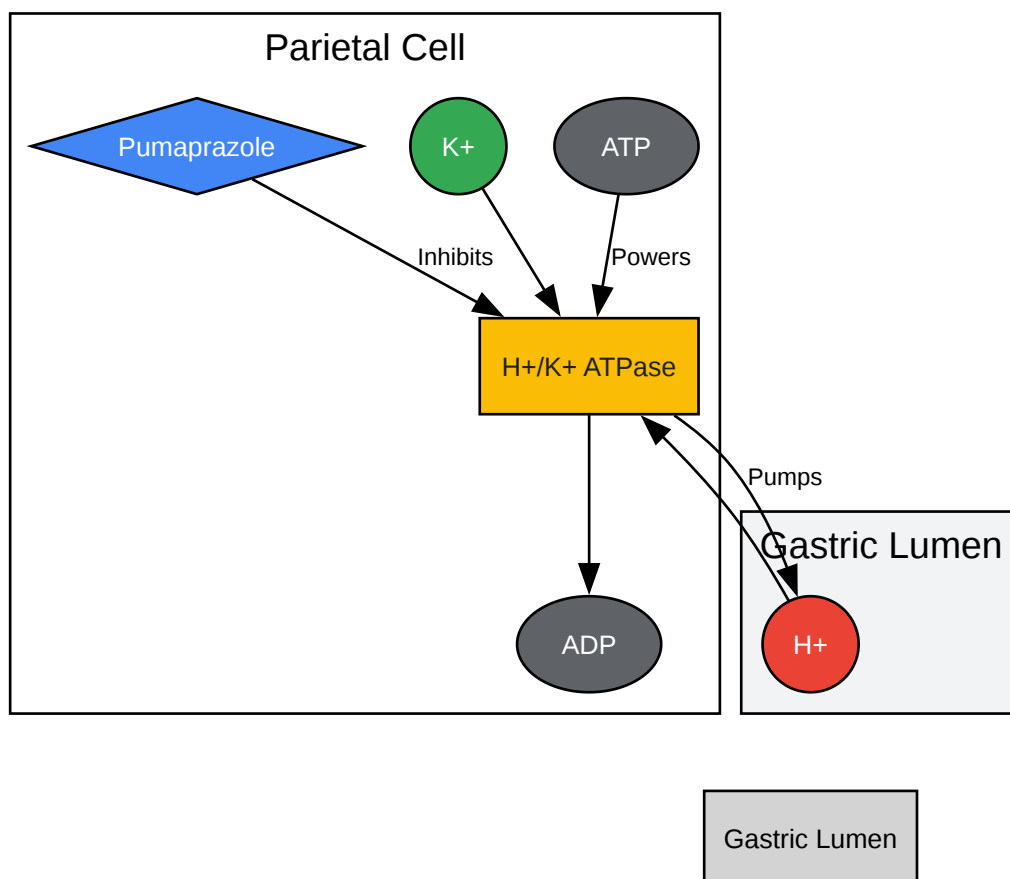 Parietal Cell
Pumaprazole
K+
ATP
Inhibits
Powers
H+/K+ ATPase
Pumps
Gastric Lumen
ADP
H+
Gastric Lumen